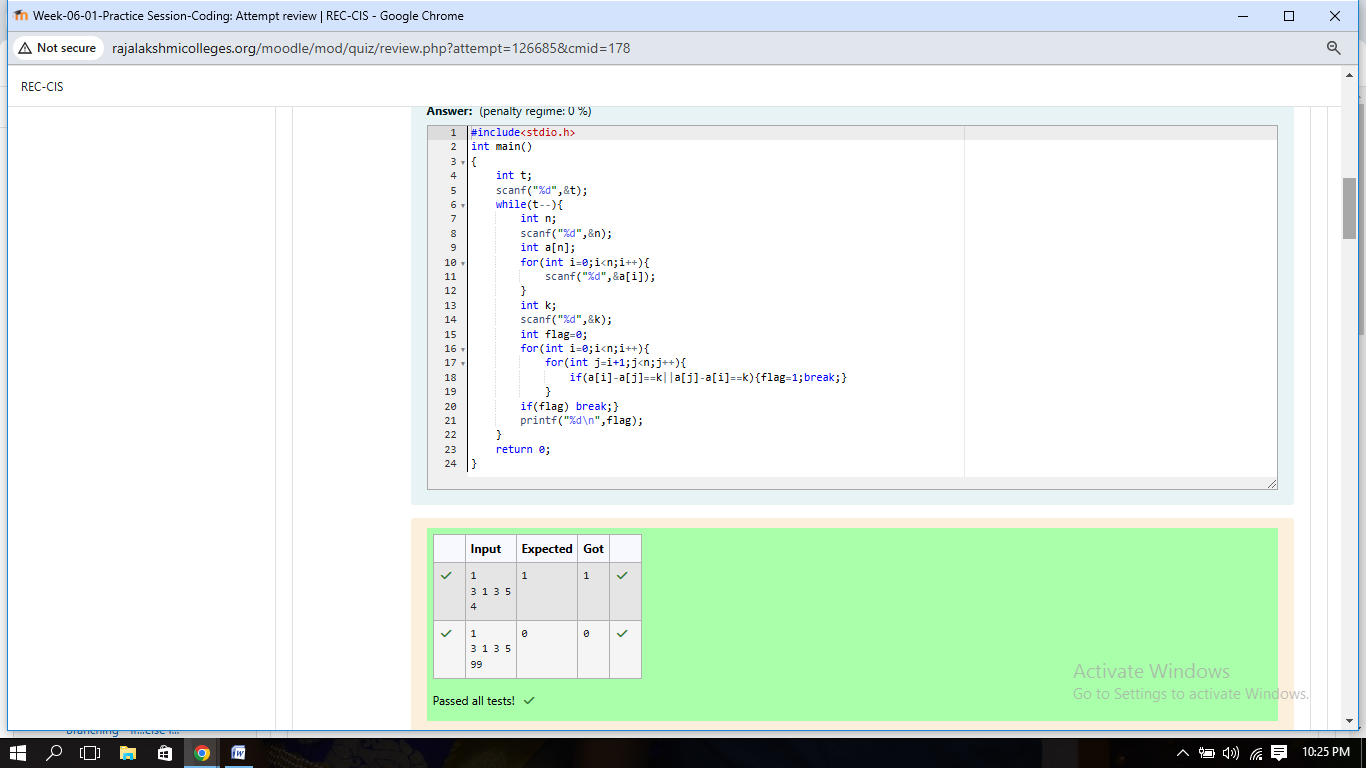 Week-06-01-Practice Session-Coding: Attempt review | REC-CIS - Google Chrome
Not secure rajalakshmicolleges.org/moodle/mod/quiz/review.php?attempt=126685&cmid=178
REC-CIS
Answer: (penalty regime: 0 %)
1 #include<stdio.h>
2 int main()
3 {
4 int t;
5 scanf("%d",&t);
6 while(t--){
7 int n;
8 scanf("%d",&n);
9 int a[n];
10 for(int i=0;i<n;i++){
11 scanf("%d",&a[i]);
12 }
13 int k;
14 scanf("%d",&k);
15 int flag=0;
16 for(int i=0;i<n;i++){
17 for(int j=i+1;j<n;j++){
18 if(a[i]-a[j]==k||a[j]-a[i]==k){flag=1;break;}
19 }
20 if(flag) break;}
21 printf("%d\n",flag);
22 }
23 return 0;
24 }
Input Expected Got
1 1 1
3 1 3 5
4
1 0 0
3 1 3 5
99
Passed all tests!
Activate Windows
Go to Settings to activate Windows.
10:25 PM